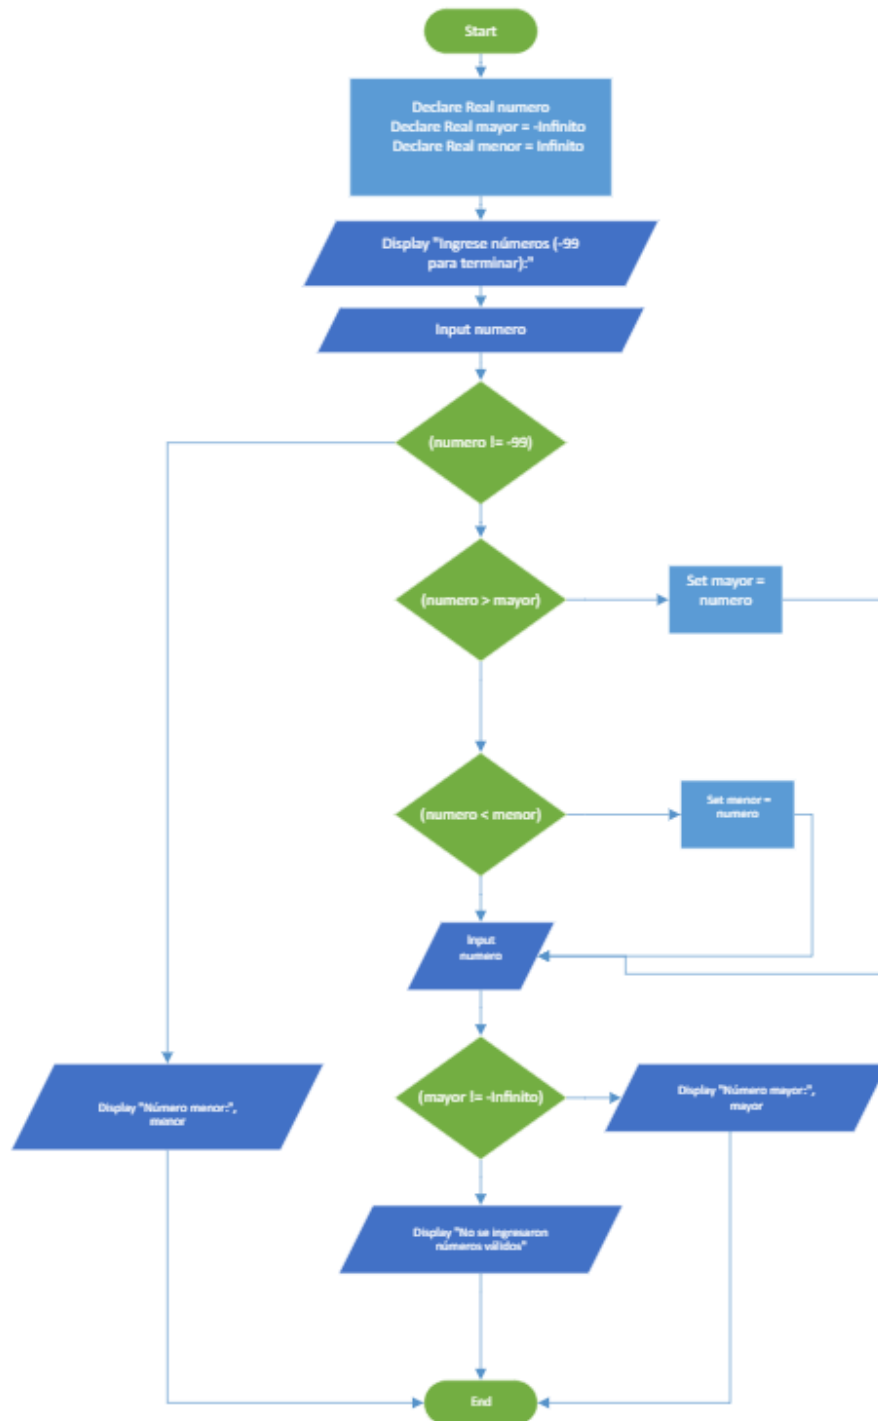 Start
Declare Real numero
Declare Real mayor = -Infinito
Declare Real menor = Infinito
Display "Ingrese números (-99
para terminar):"
Input numero
(numero != -99)
(numero > mayor)
Set mayor =
numero
(numero < menor)
Set menor =
numero
Input
numero
(mayor != -Infinito)
Display "Número mayor:",
mayor
Display "Número menor:",
menor
Display "No se ingresaron
números válidos"
End